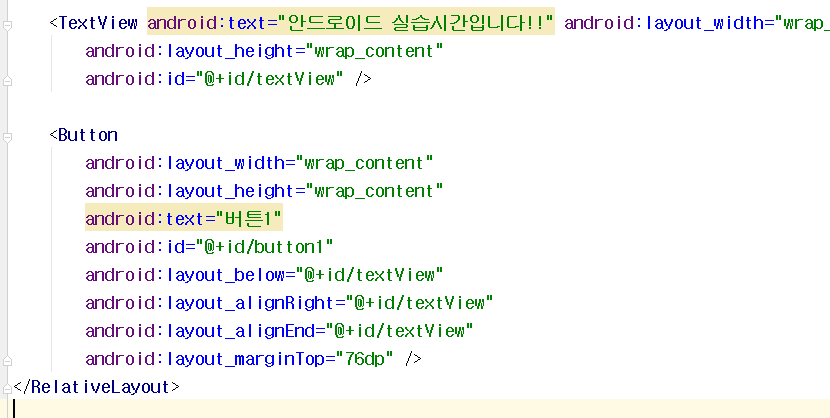 <TextView android:text="안드로이드 실습시간입니다!!" android:layout_width="wrap_
android:layout_height="wrap_content"
android:id="@+id/textView" />
<Button
android:layout_width="wrap_content"
android:layout_height="wrap_content"
android:text="버튼1"
android:id="@+id/button1"
android:layout_below="@+id/textView"
android:layout_alignRight="@+id/textView"
android:layout_alignEnd="@+id/textView"
android:layout_marginTop="76dp" />
</RelativeLayout>